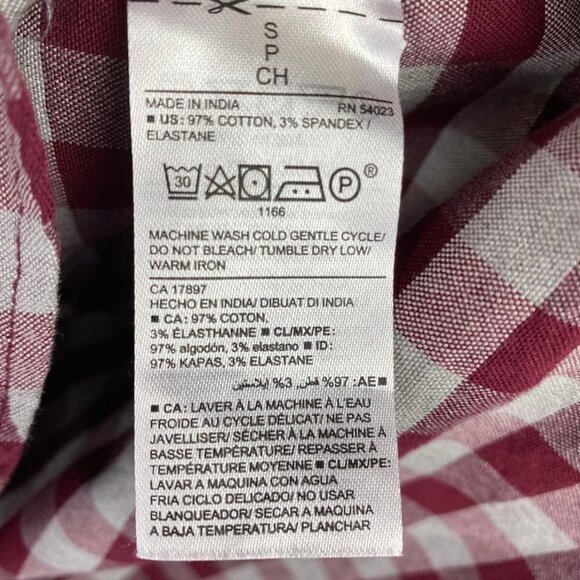 S
P
CH
MADE IN INDIA RN 54023
■ US: 97% COTTON, 3% SPANDEX /
ELASTANE
30 P ®
1166
MACHINE WASH COLD GENTLE CYCLE/
DO NOT BLEACH/ TUMBLE DRY LOW/
WARM IRON
CA 17897
HECHO EN INDIA/ DIBUAT DI INDIA
■ CA: 97% COTON,
3% ÉLASTHANNE ■ CL/MX/PE:
97% algodón, 3% elastano ■ ID:
97% KAPAS, 3% ELASTANE
■ AE: 97% قطن, 3% إيلاستين
■ CA : LAVER À LA MACHINE À L'EAU
FROIDE AU CYCLE DÉLICAT/ NE PAS
JAVELLISER/ SÉCHER À LA MACHINE À
BASSE TEMPÉRATURE/ REPASSER À
TEMPÉRATURE MOYENNE ■ CL/MX/PE:
LAVAR A MAQUINA CON AGUA
FRIA CICLO DELICADO/ NO USAR
BLANQUEADOR/ SECAR A MAQUINA
A BAJA TEMPERATURA/ PLANCHAR